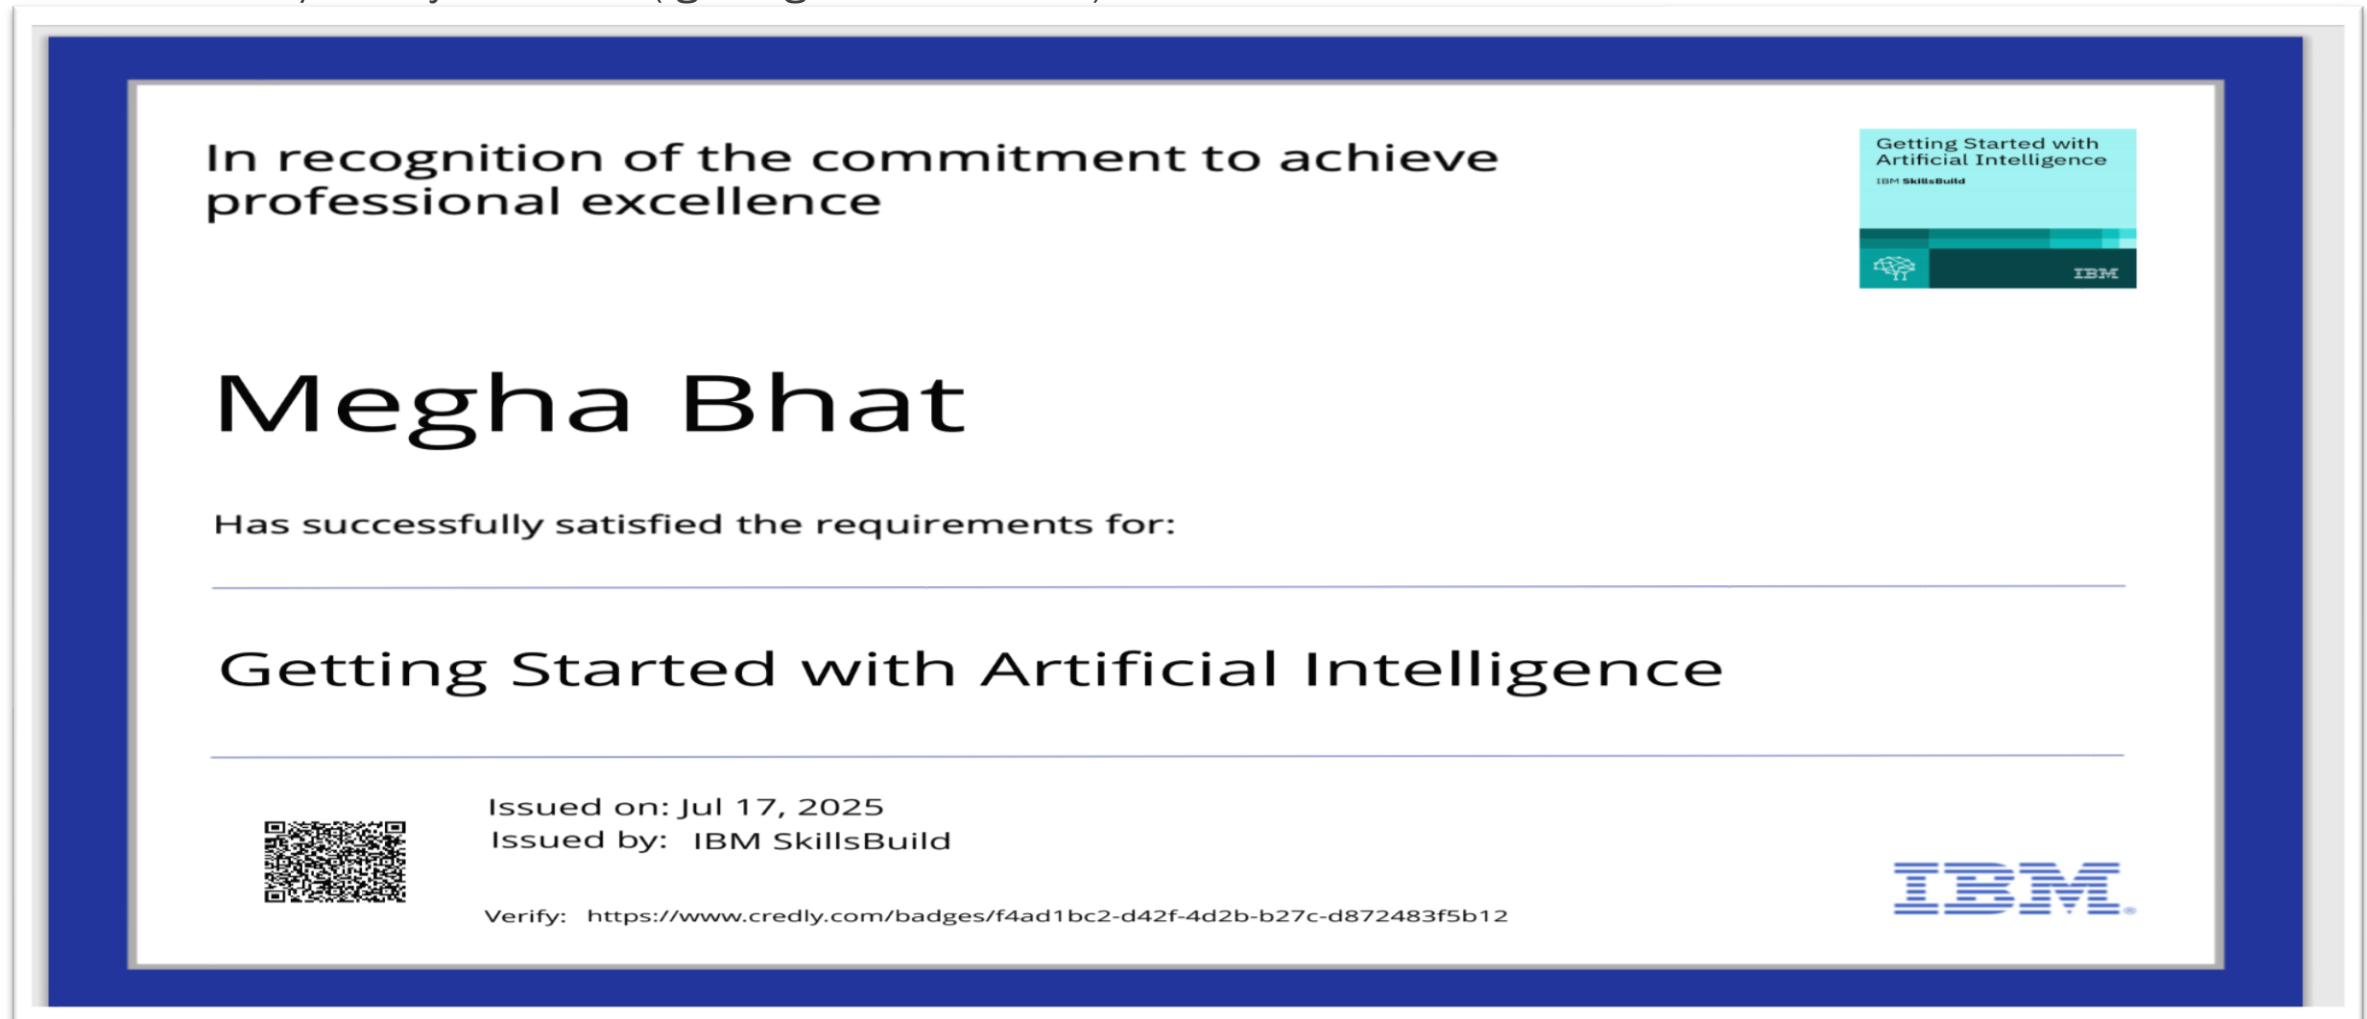 In recognition of the commitment to achieve
professional excellence
Getting Started with
Artificial Intelligence
IBM SkillsBuild
IBM
Megha Bhat
Has successfully satisfied the requirements for:
Getting Started with Artificial Intelligence
Issued on: Jul 17, 2025
Issued by: IBM SkillsBuild
Verify: https://www.credly.com/badges/f4ad1bc2-d42f-4d2b-b27c-d872483f5b12
IBM®